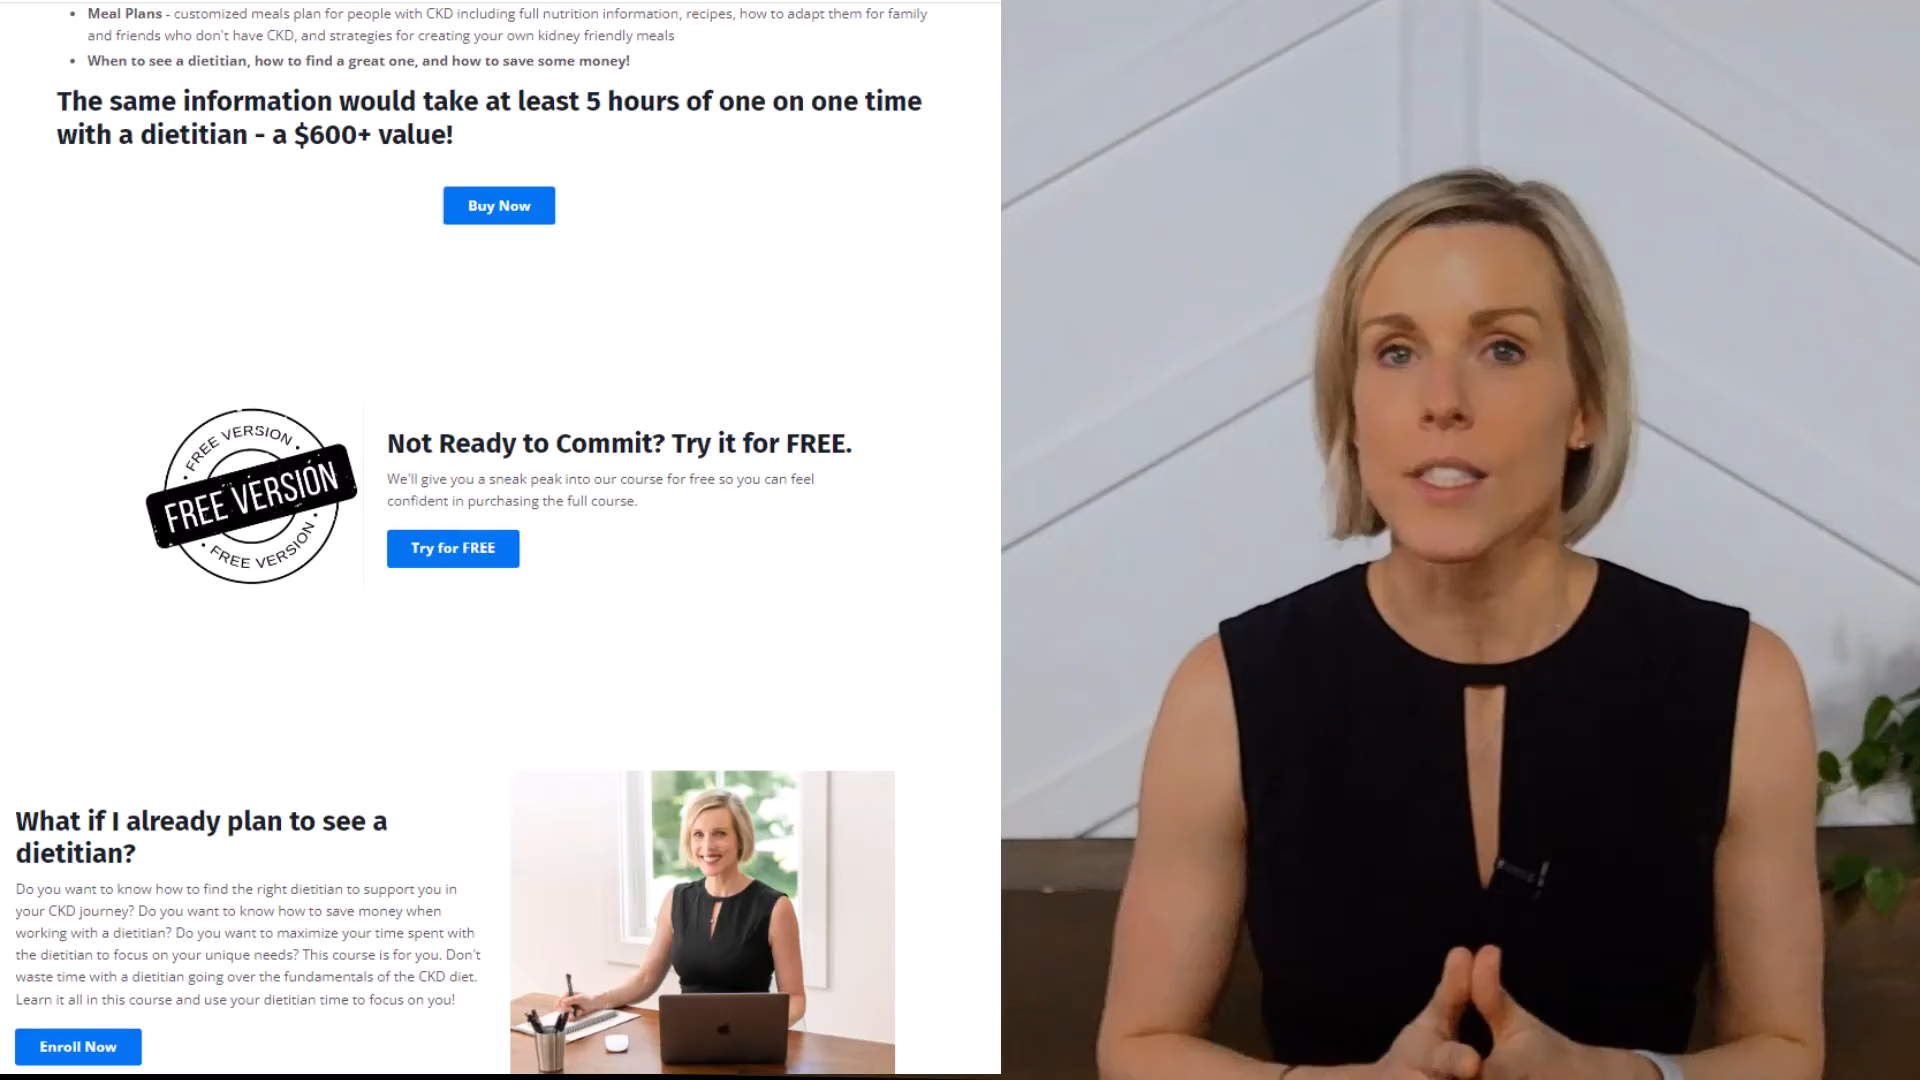 Meal Plans - customized meals plan for people with CKD including full nutrition information, recipes, how to adapt them for family
and friends who don't have CKD, and strategies for creating your own kidney friendly meals
When to see a dietitian, how to find a great one, and how to save some money!
The same information would take at least 5 hours of one on one time
with a dietitian - a $600+ value!
Buy Now
• FREE VERSION •
FREE VERSION
• FREE VERSION •
Not Ready to Commit? Try it for FREE.
We'll give you a sneak peak into our course for free so you can feel
confident in purchasing the full course.
Try for FREE
What if I already plan to see a
dietitian?
Do you want to know how to find the right dietitian to support you in
your CKD journey? Do you want to know how to save money when
working with a dietitian? Do you want to maximize your time spent with
the dietitian to focus on your unique needs? This course is for you. Don't
waste time with a dietitian going over the fundamentals of the CKD diet.
Learn it all in this course and use your dietitian time to focus on you!
Enroll Now